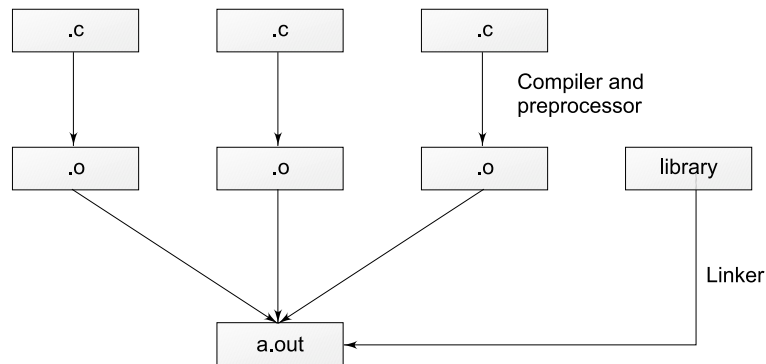 .c
.c
.c
Compiler and
preprocessor
.o
.o
.o
library
Linker
a.out